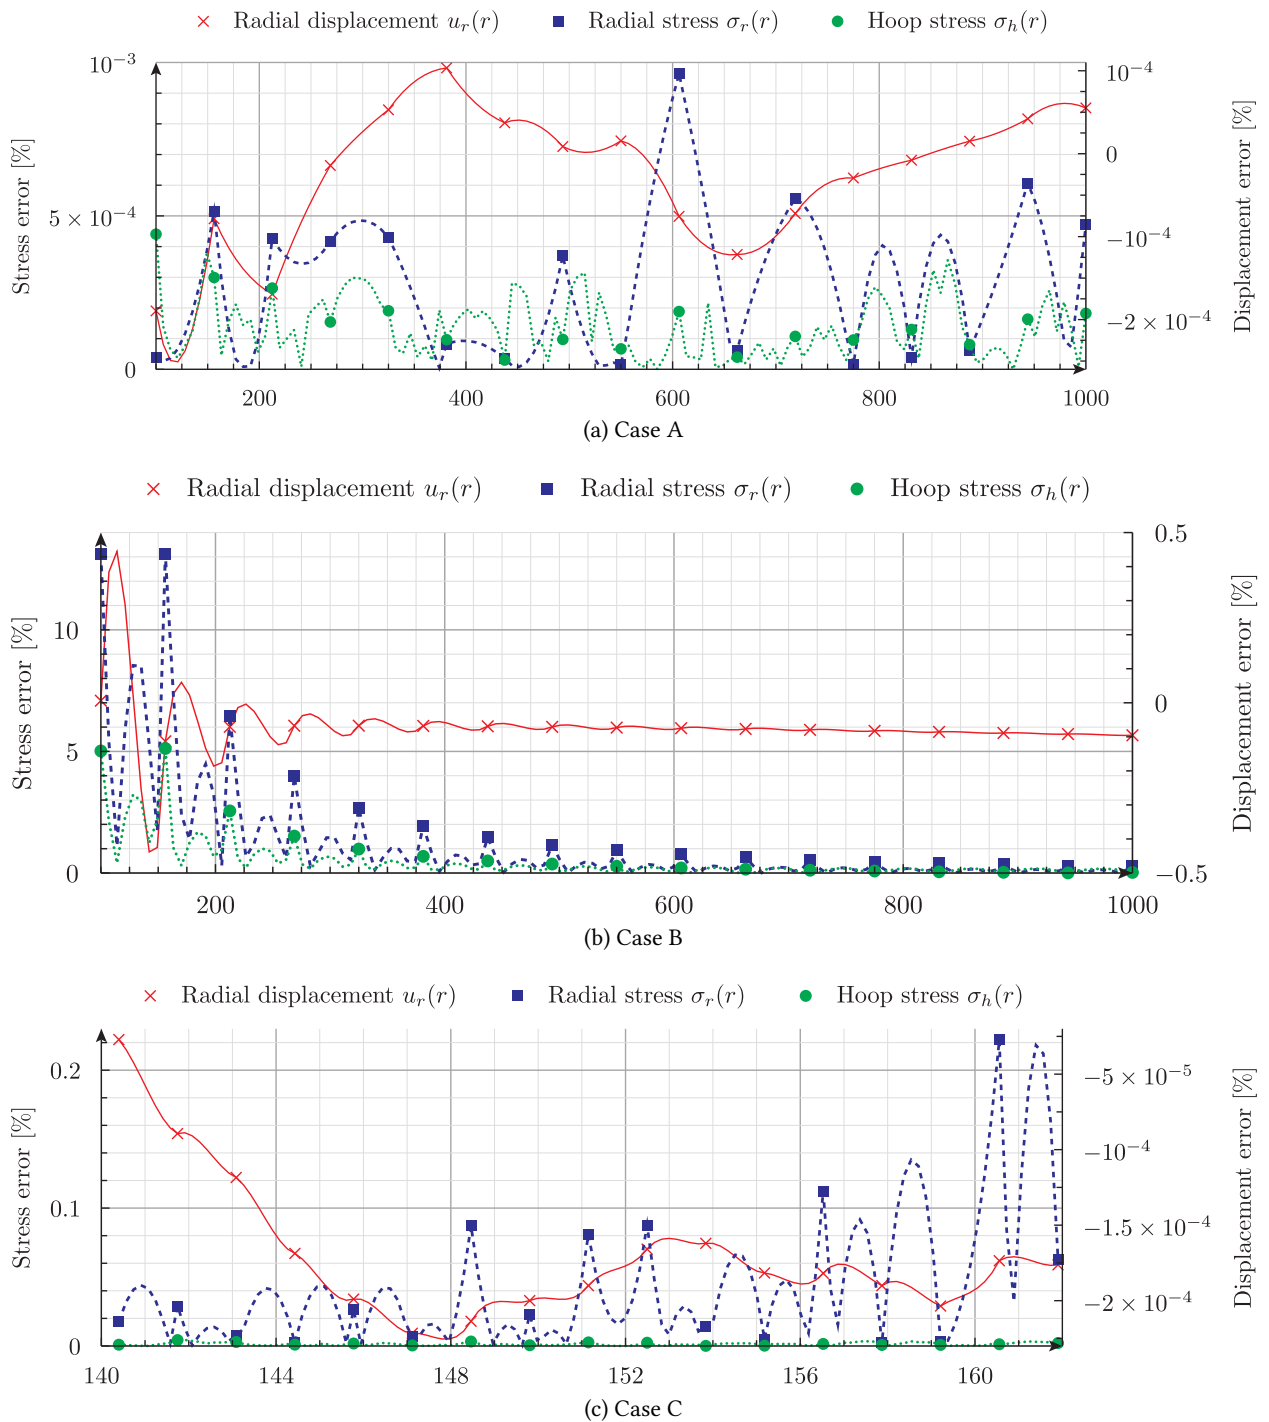 Radial displacement u_r(r) Radial stress σ_r(r) Hoop stress σ_h(r)
10⁻³
5 × 10⁻⁴
0
Stress error [%]
10⁻⁴
0
−10⁻⁴
−2 × 10⁻⁴
Displacement error [%]
200 400 600 800 1000
(a) Case A
Radial displacement u_r(r) Radial stress σ_r(r) Hoop stress σ_h(r)
10
5
0
Stress error [%]
0.5
0
−0.5
Displacement error [%]
200 400 600 800 1000
(b) Case B
Radial displacement u_r(r) Radial stress σ_r(r) Hoop stress σ_h(r)
0.2
0.1
0
Stress error [%]
−5 × 10⁻⁵
−10⁻⁴
−1.5 × 10⁻⁴
−2 × 10⁻⁴
Displacement error [%]
140 144 148 152 156 160
(c) Case C